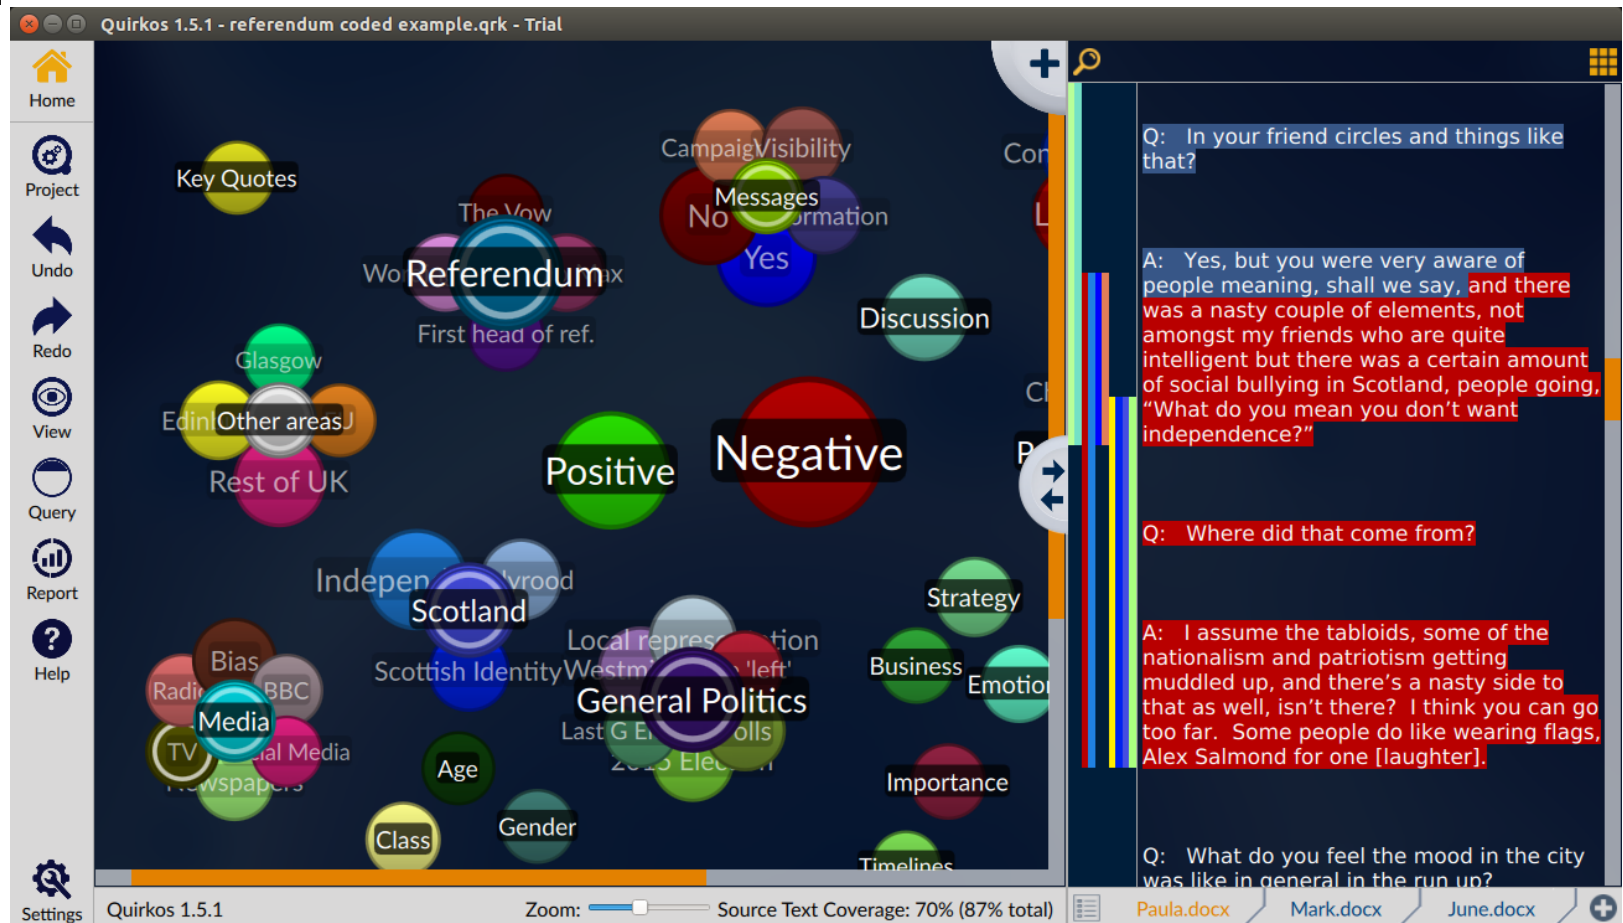 Quirkos 1.5.1 - referendum coded example.qrk - Trial
Home
Project
Undo
Redo
View
Query
Report
Help
Settings
Key Quotes
Campaig Visibility
Messages
No
Yes
The Vow
Referendum
First head of ref.
Discussion
Glasgow
Other areas
Rest of UK
Positive
Negative
Scotland
Scottish Identity
Local representation
'left'
General Politics
Strategy
Business
Emotion
Bias
BBC
Media
TV
Newspapers
Age
Class
Gender
Importance
Timelines
Q: In your friend circles and things like
that?
A: Yes, but you were very aware of
people meaning, shall we say, and there
was a nasty couple of elements, not
amongst my friends who are quite
intelligent but there was a certain amount
of social bullying in Scotland, people going,
“What do you mean you don’t want
independence?”
Q: Where did that come from?
A: I assume the tabloids, some of the
nationalism and patriotism getting
muddled up, and there’s a nasty side to
that as well, isn’t there? I think you can go
too far. Some people do like wearing flags,
Alex Salmond for one [laughter].
Q: What do you feel the mood in the city
was like in general in the run up?
Quirkos 1.5.1
Zoom:
Source Text Coverage: 70% (87% total)
Paula.docx
Mark.docx
June.docx